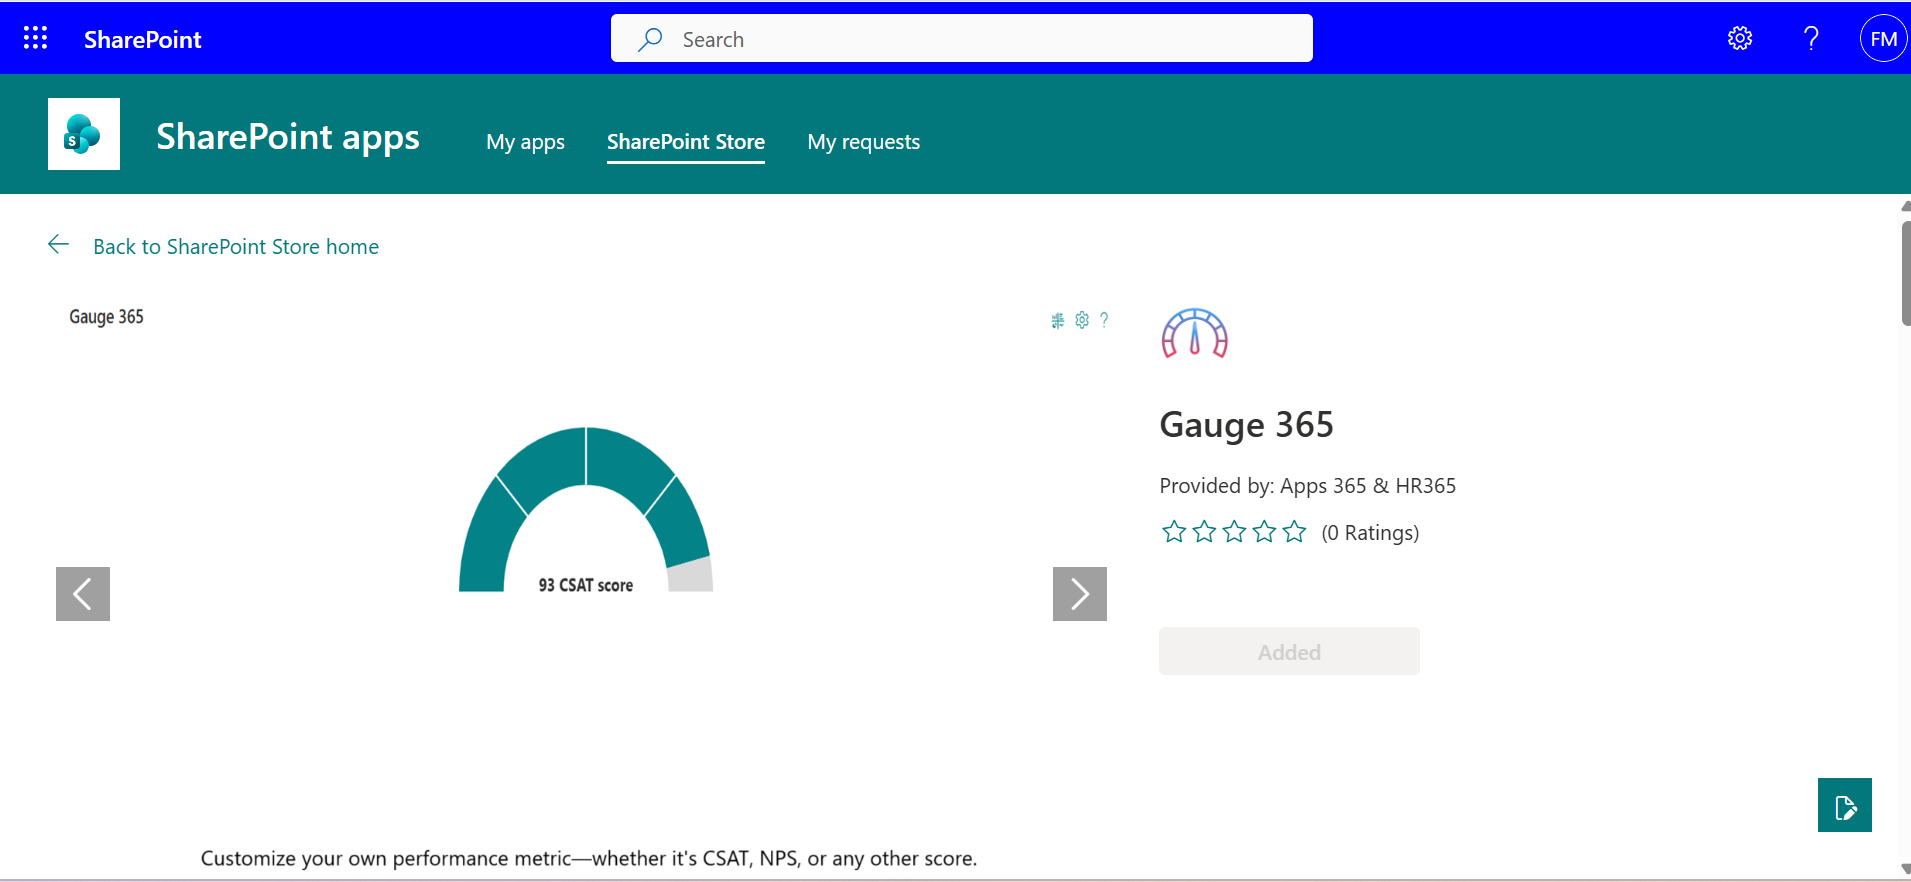 SharePoint
Search
?
FM
S
SharePoint apps
My apps
SharePoint Store
My requests
Back to SharePoint Store home
Gauge 365
?
93 CSAT score
Gauge 365
Provided by: Apps 365 & HR365
(0 Ratings)
Added
Customize your own performance metric—whether it's CSAT, NPS, or any other score.